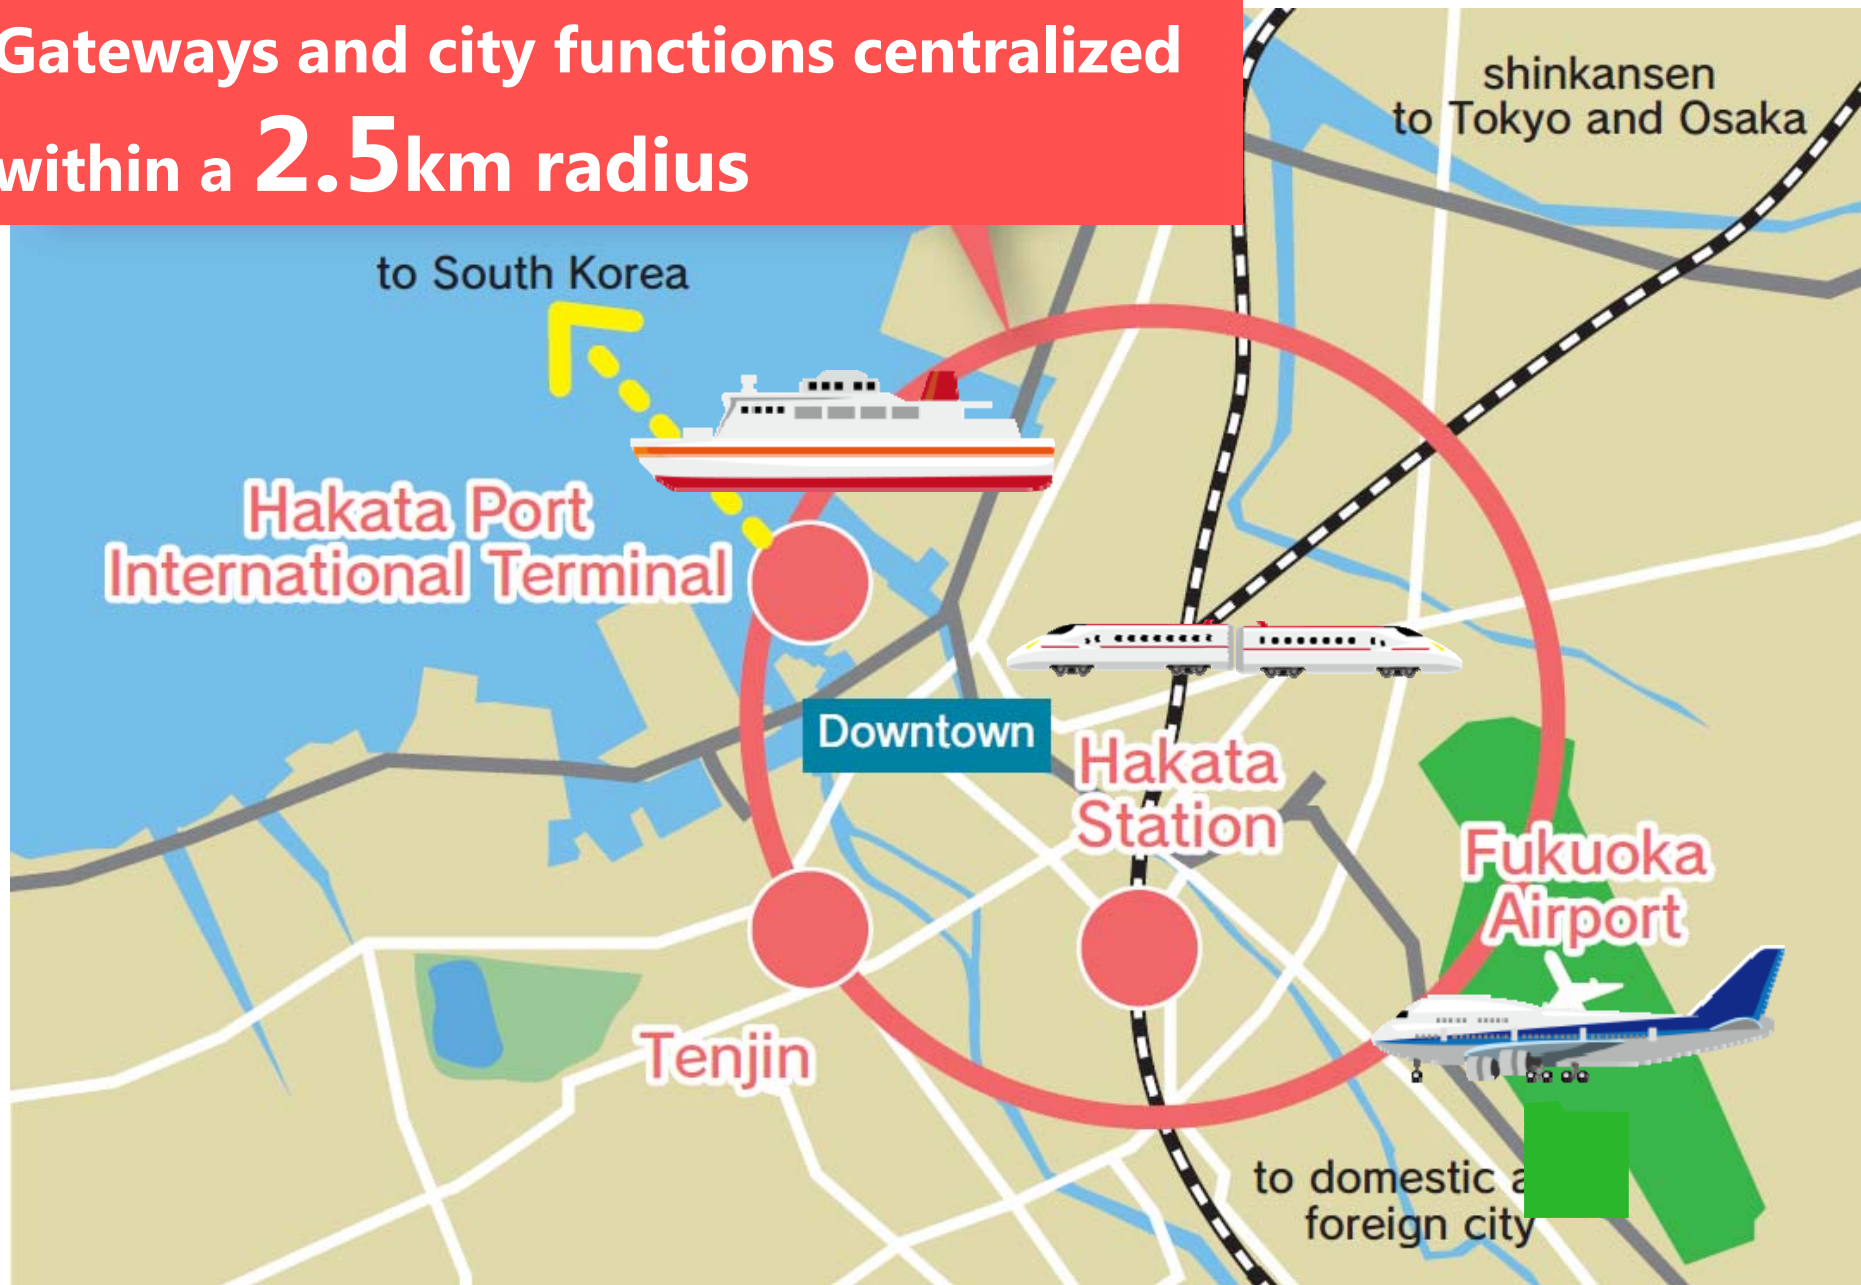 Gateways and city functions centralized
within a 2.5km radius
shinkansen
to Tokyo and Osaka
to South Korea
Hakata Port
International Terminal
Downtown
Hakata
Station
Fukuoka
Airport
Tenjin
to domestic
foreign city